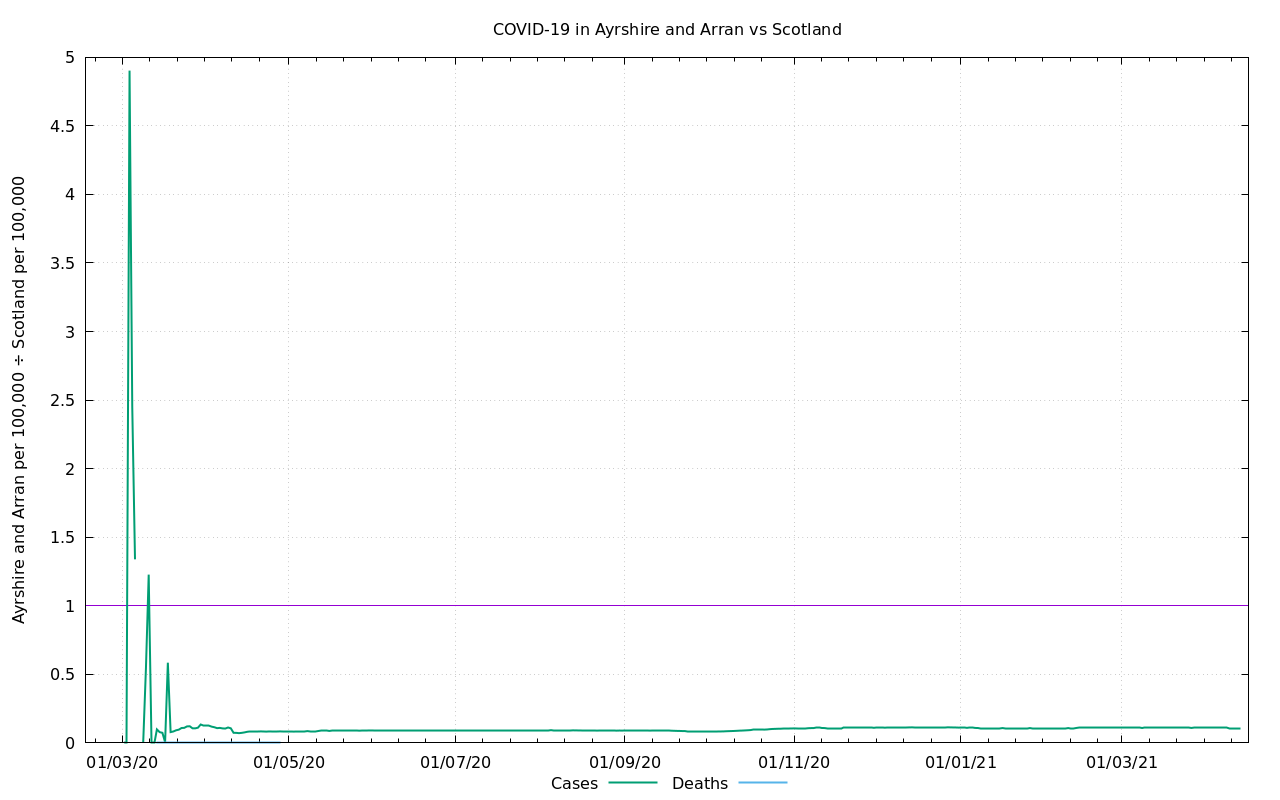 COVID-19 in Ayrshire and Arran vs Scotland
Ayrshire and Arran per 100,000 ÷ Scotland per 100,000
5
4.5
4
3.5
3
2.5
2
1.5
1
0.5
0
01/03/20 01/05/20 01/07/20 01/09/20 01/11/20 01/01/21 01/03/21
Cases Deaths